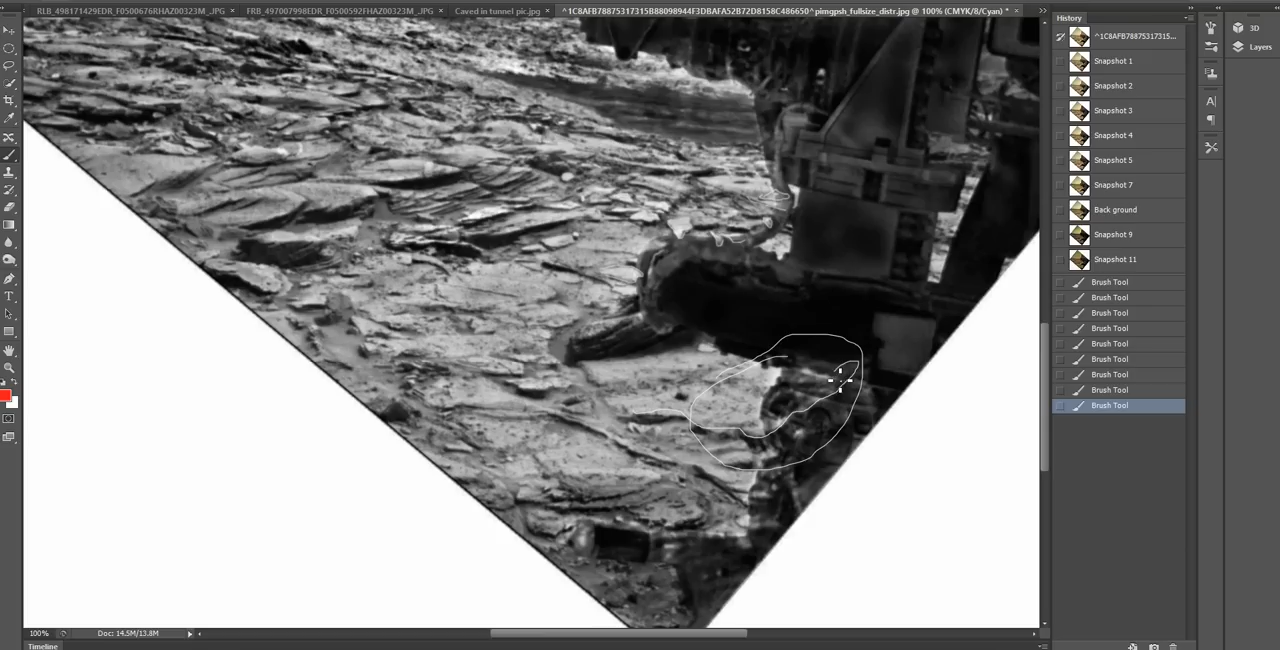 RLB_498171429EDR_F0500676RHAZ00323M_.JPG × FRB_497007998EDR_F0500592FHAZ00323M_.JPG × Caved in tunnel pic.jpg × ^1C8AFB78875317315B88098944F3DBAFA52B72D8158C486650^pimgpsh_fullsize_distr.jpg @ 100% (CMYK/8/Cyan) * ×
History
^1C8AFB78875317315...
Snapshot 1
Snapshot 2
Snapshot 3
Snapshot 4
Snapshot 5
Snapshot 7
Back ground
Snapshot 9
Snapshot 11
Brush Tool
Brush Tool
Brush Tool
Brush Tool
Brush Tool
Brush Tool
Brush Tool
Brush Tool
Brush Tool
3D
Layers
100%
Doc: 14.5M/13.8M
Timeline